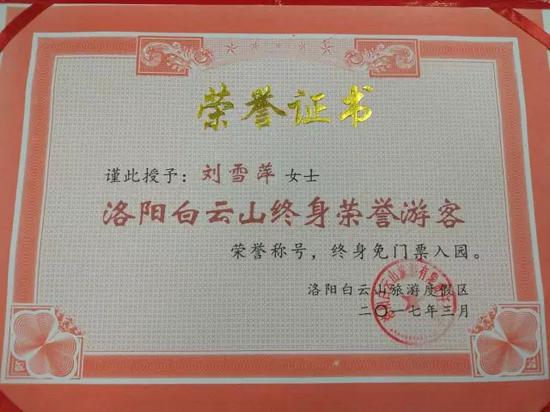 荣誉证书
谨此授予：刘雪萍 女士
洛阳白云山终身荣誉游客
荣誉称号，终身免门票入园。
洛阳白云山旅游度假区
二〇一七年三月